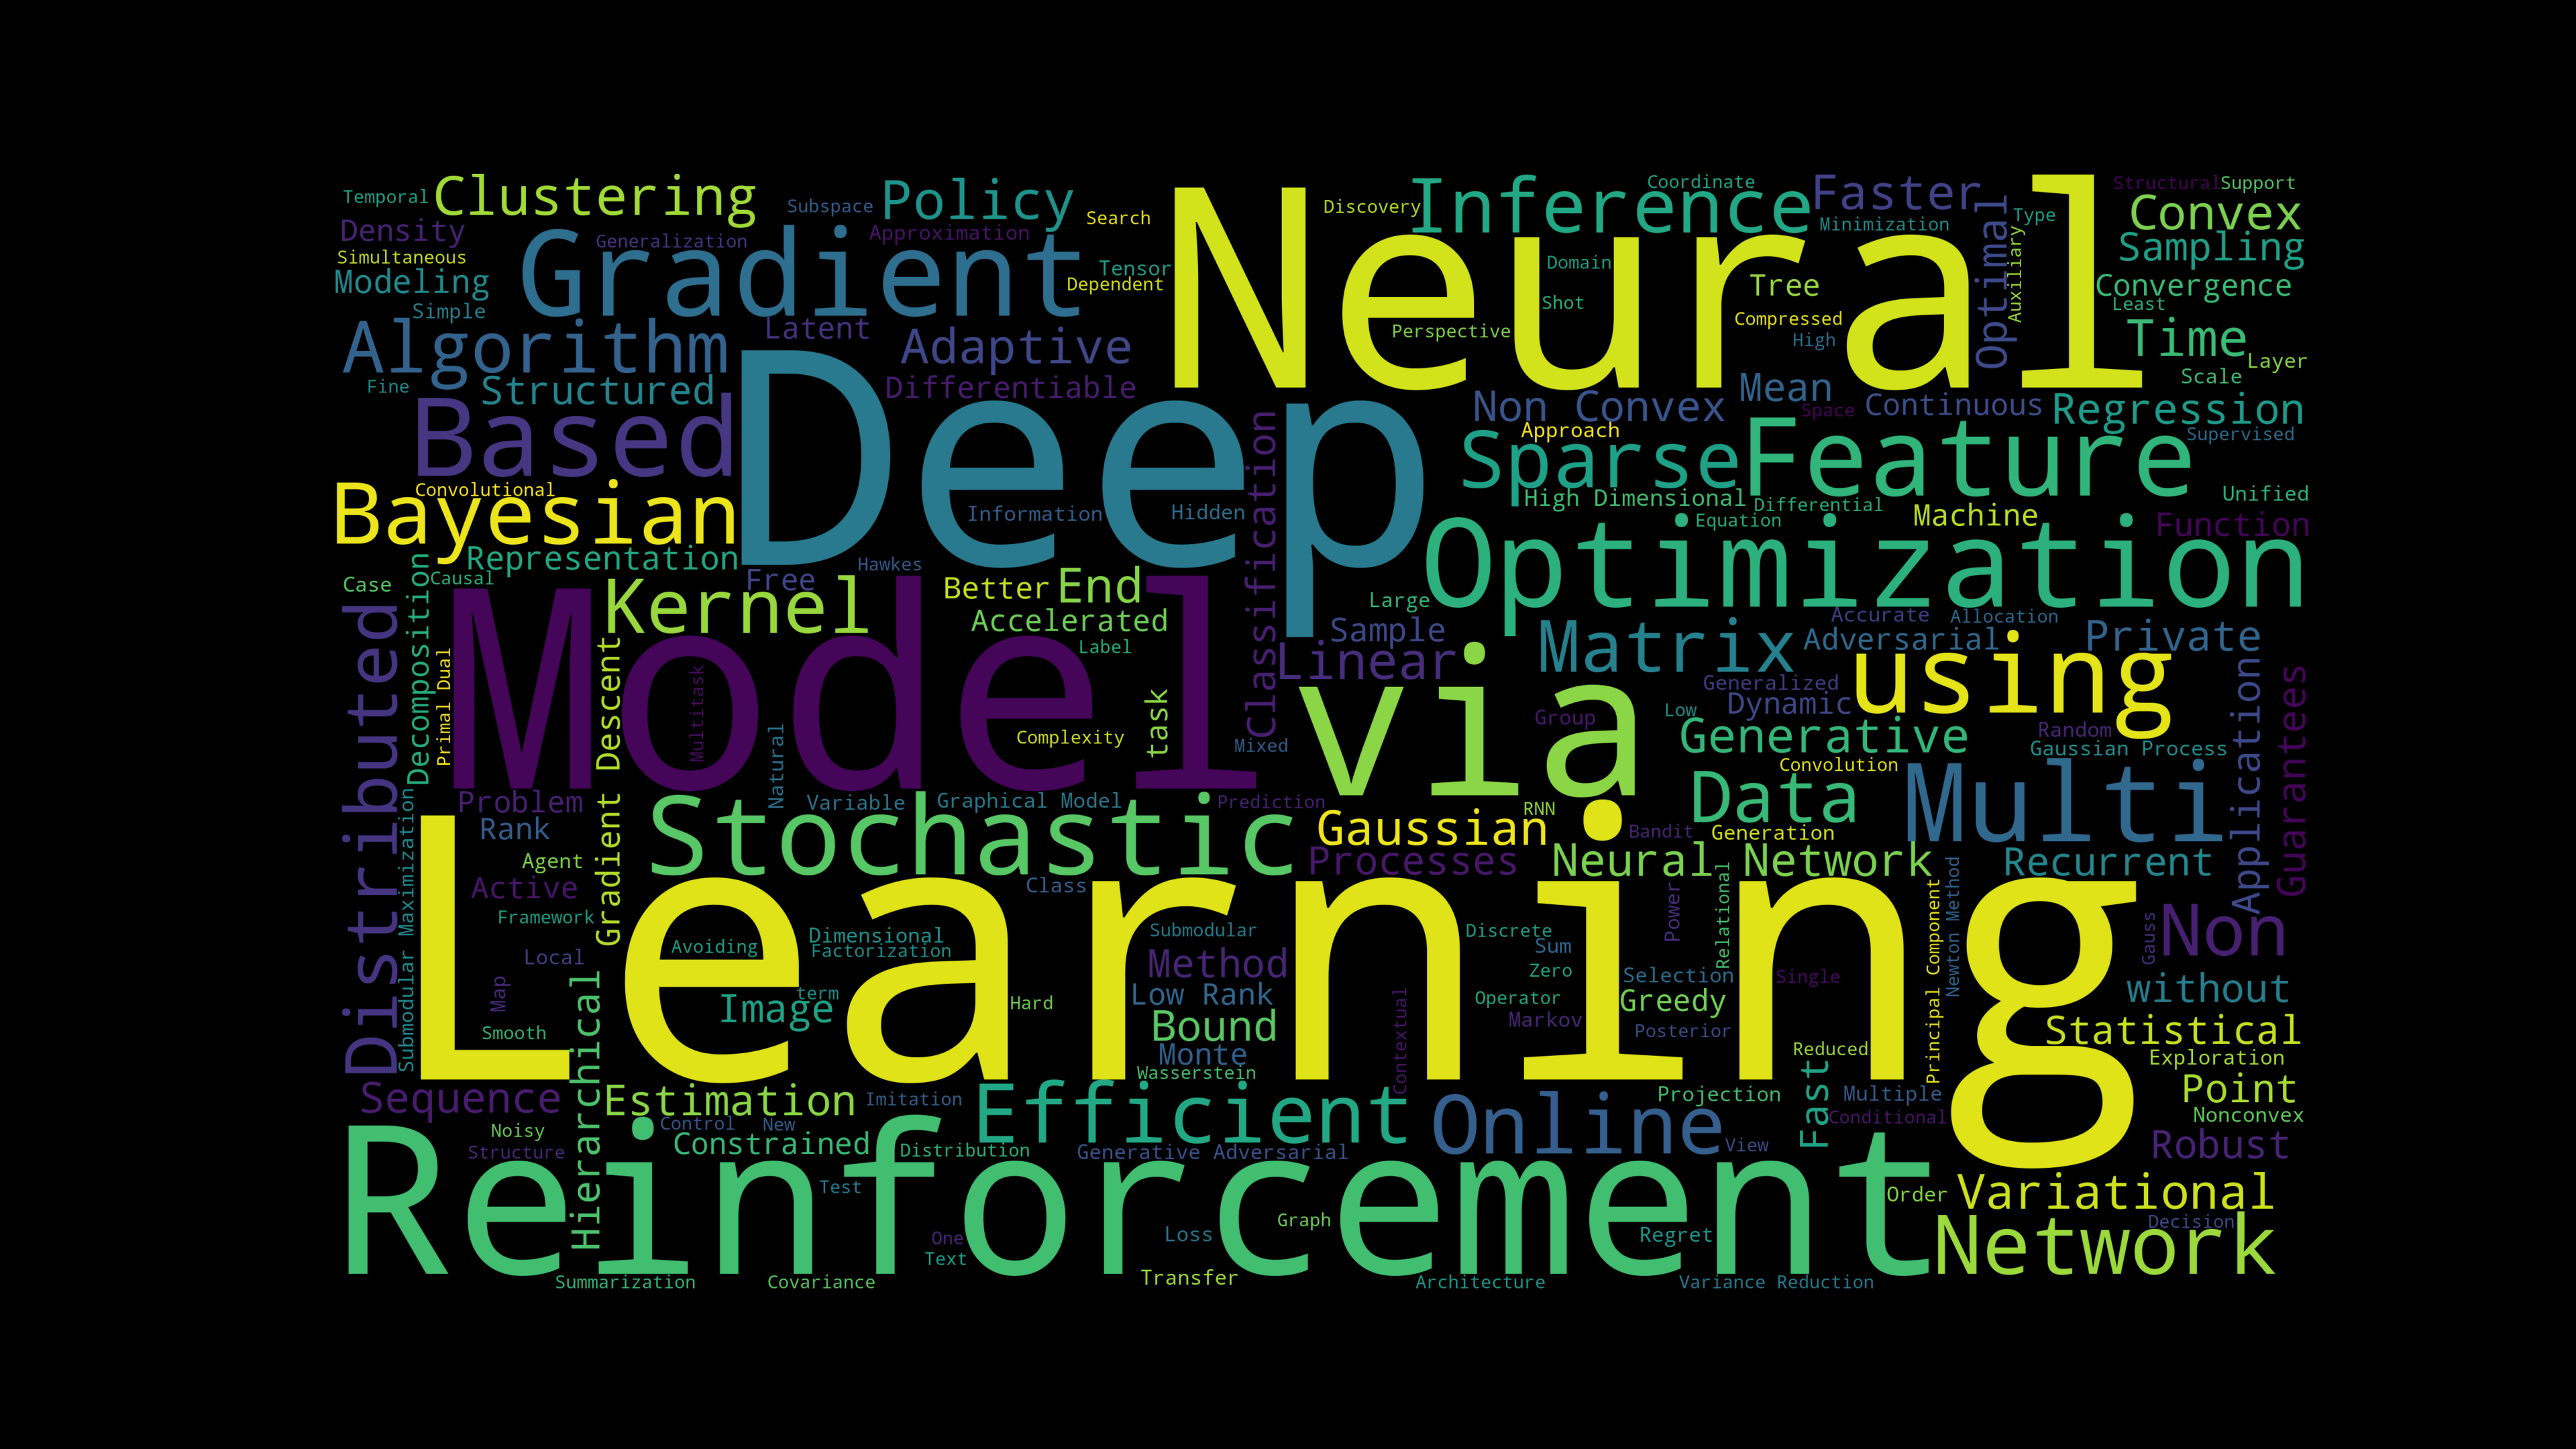 Temporal
Clustering
Subspace
Policy
Search
Neural
Discovery
Inference
Coordinate
Faster
Minimization
Optimal
Type
Auxiliary
Structural
Support
Convex
Density
Gradient
Generalization
Approximation
Sampling
Simultaneous
Modeling
Tensor
Dependent
Domain
Tree
Convergence
Simple
Shot
Compressed
Least
Algorithm
Latent
Adaptive
Perspective
High
Time
Layer
Fine
Structured
Differentiable
Mean
Scale
Based
Deep
Classification
Non Convex
Space
Continuous
Regression
Approach
Sparse
Feature
Supervised
Bayesian
Convolutional
Information
Hidden
High Dimensional
Differential
Unified
Equation
Machine
Function
Optimization
Representation
Hawkes
Case
Causal
Decomposition
Free
Kernel
Better
End
Large
Accelerated
Sample
Accurate
Allocation
Distributed
Model
Label
Linear
Matrix
Adversarial
Private
Primal Dual
Gradient Descent
Multitask
task
via
Generalized
Dynamic
using
Application
Guarantees
Natural
Complexity
Mixed
Group
Low
Generative
Random
Gaussian Process
Convolution
Problem
Variable
Graphical Model
Prediction
RNN
Data
Multi
Submodular Maximization
Rank
Stochastic
Gaussian
Bandit
Generation
Agent
Processes
Neural Network
Recurrent
Active
Learning
Class
Power
Relational
Principal Component
Newton Method
Gauss
Non
Framework
Avoiding
Dimensional
Factorization
Submodular
Discrete
Sum
Local
Method
Zero
Selection
Single
without
Map
Hierarchical
term
Image
Hard
Low Rank
Contextual
Operator
Greedy
Markov
Smooth
Bound
Posterior
Statistical
Monte
Reduced
Exploration
Wasserstein
Fast
Sequence
Estimation
Imitation
Efficient
Online
Projection
Multiple
Point
Noisy
Control
New
Conditional
Nonconvex
Structure
Constrained
Distribution
Generative Adversarial
View
Robust
Reinforcement
Test
Order
Variational
One
Text
Loss
Graph
Regret
Decision
Network
Summarization
Covariance
Transfer
Architecture
Variance Reduction